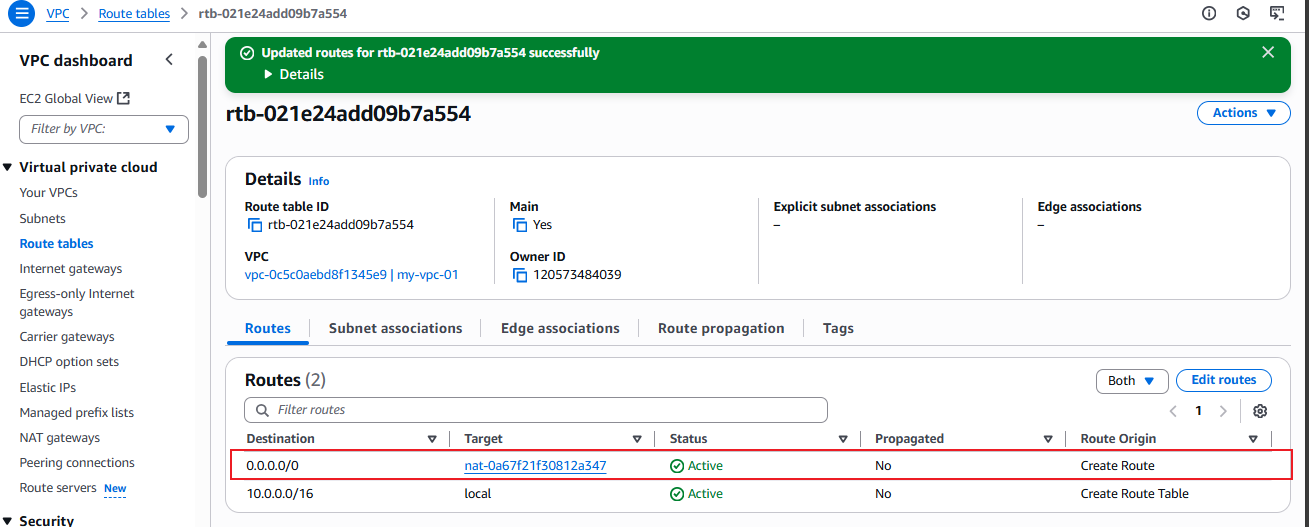 VPC > Route tables > rtb-021e24add09b7a554
VPC dashboard
EC2 Global View
Filter by VPC:
Virtual private cloud
Your VPCs
Subnets
Route tables
Internet gateways
Egress-only Internet
gateways
Carrier gateways
DHCP option sets
Elastic IPs
Managed prefix lists
NAT gateways
Peering connections
Route servers New
Security
Updated routes for rtb-021e24add09b7a554 successfully
Details
rtb-021e24add09b7a554
Actions
Details Info
Route table ID
rtb-021e24add09b7a554
Main
Yes
Explicit subnet associations
–
Edge associations
–
VPC
vpc-0c5c0aebd8f1345e9 | my-vpc-01
Owner ID
120573484039
Routes Subnet associations Edge associations Route propagation Tags
Routes (2)
Both
Edit routes
Filter routes
1
Destination Target Status Propagated Route Origin
0.0.0.0/0 nat-0a67f21f30812a347 Active No Create Route
10.0.0.0/16 local Active No Create Route Table